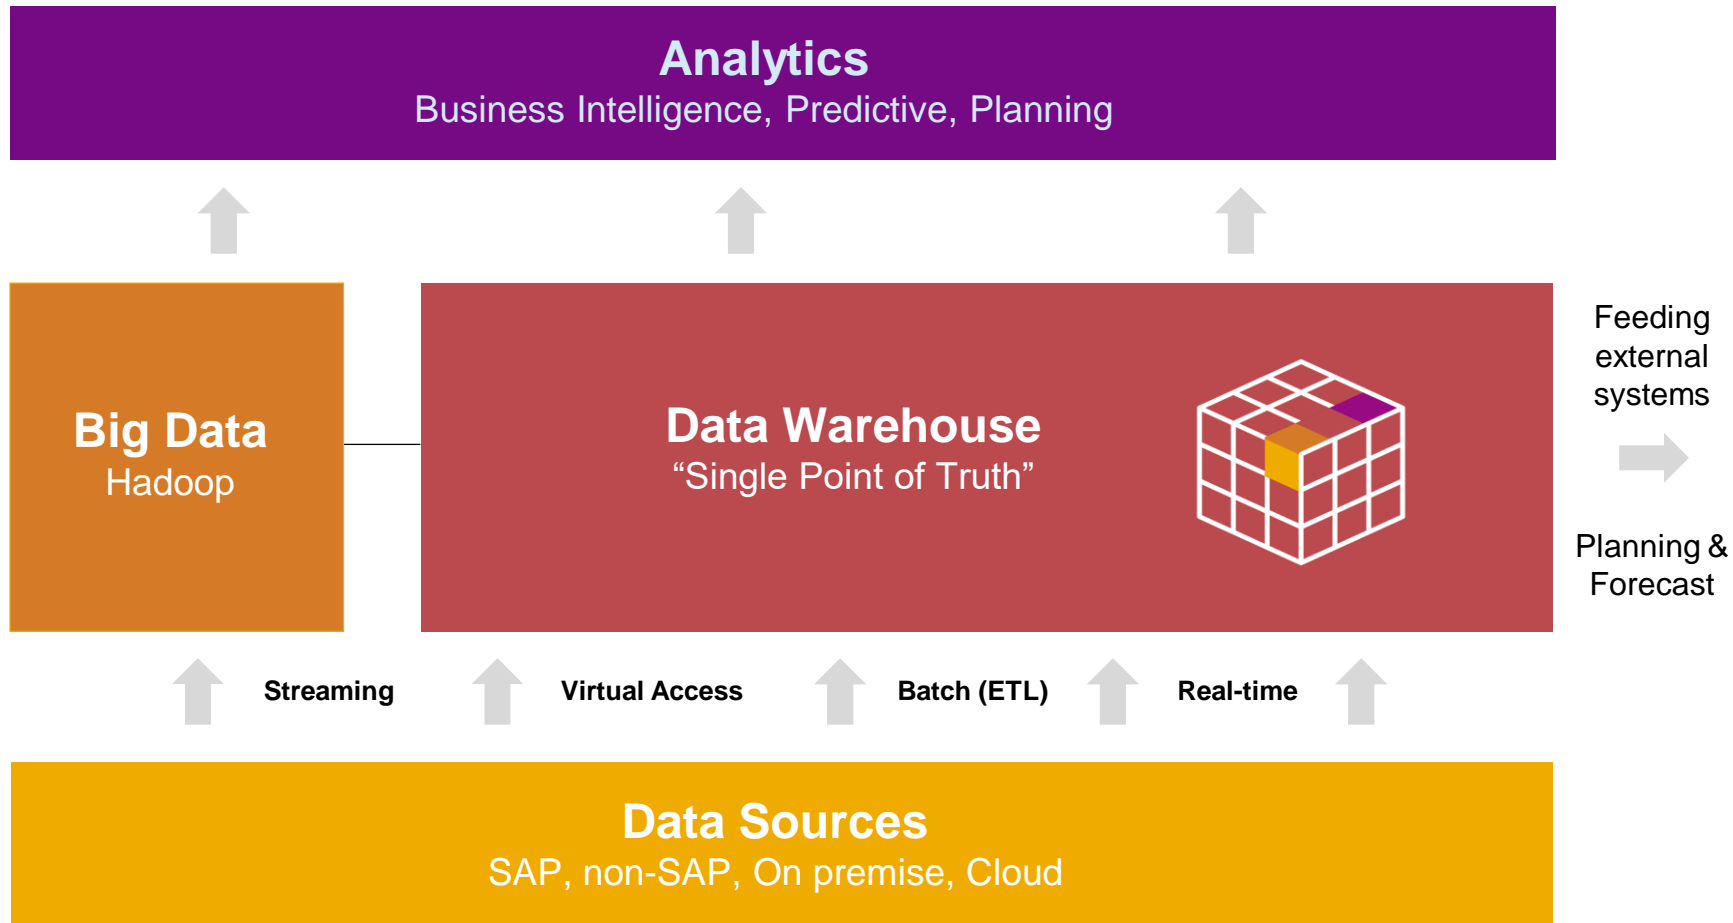 Analytics
Business Intelligence, Predictive, Planning
Big Data
Hadoop
Data Warehouse
“Single Point of Truth”
Feeding
external
systems
Planning &
Forecast
Streaming
Virtual Access
Batch (ETL)
Real-time
Data Sources
SAP, non-SAP, On premise, Cloud